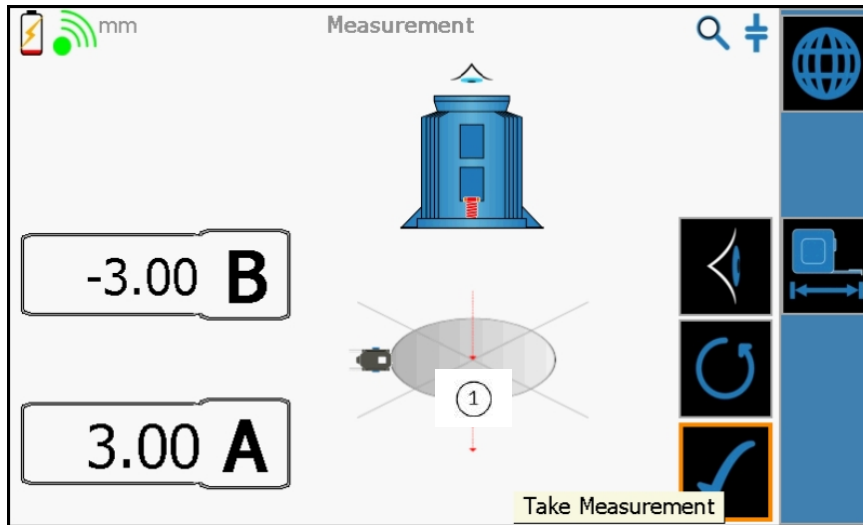 mm
Measurement
-3.00 B
1
3.00 A
Take Measurement